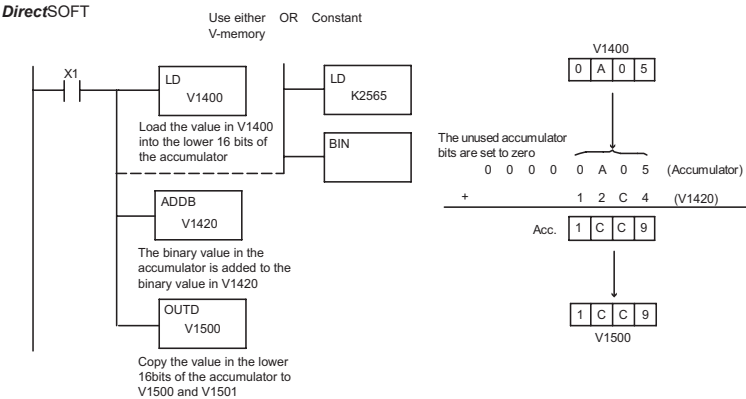 DirectSOFT
Use either OR Constant
V-memory
X1
LD
V1400
Load the value in V1400
into the lower 16 bits of
the accumulator
LD
K2565
BIN
ADDB
V1420
The binary value in the
accumulator is added to the
binary value in V1420
OUTD
V1500
Copy the value in the lower
16bits of the accumulator to
V1500 and V1501
V1400
0 A 0 5
The unused accumulator
bits are set to zero
0 0 0 0 0 A 0 5 (Accumulator)
+ 1 2 C 4 (V1420)
Acc. 1 C C 9
1 C C 9
V1500